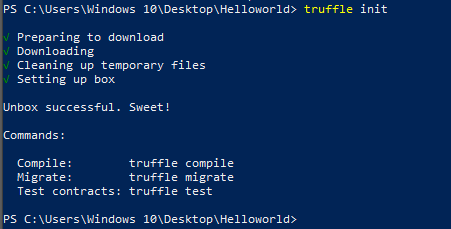 PS C:\Users\Windows 10\Desktop\Helloworld> truffle init
√ Preparing to download
√ Downloading
√ Cleaning up temporary files
√ Setting up box
Unbox successful. Sweet!
Commands:
Compile:        truffle compile
Migrate:        truffle migrate
Test contracts: truffle test
PS C:\Users\Windows 10\Desktop\Helloworld>